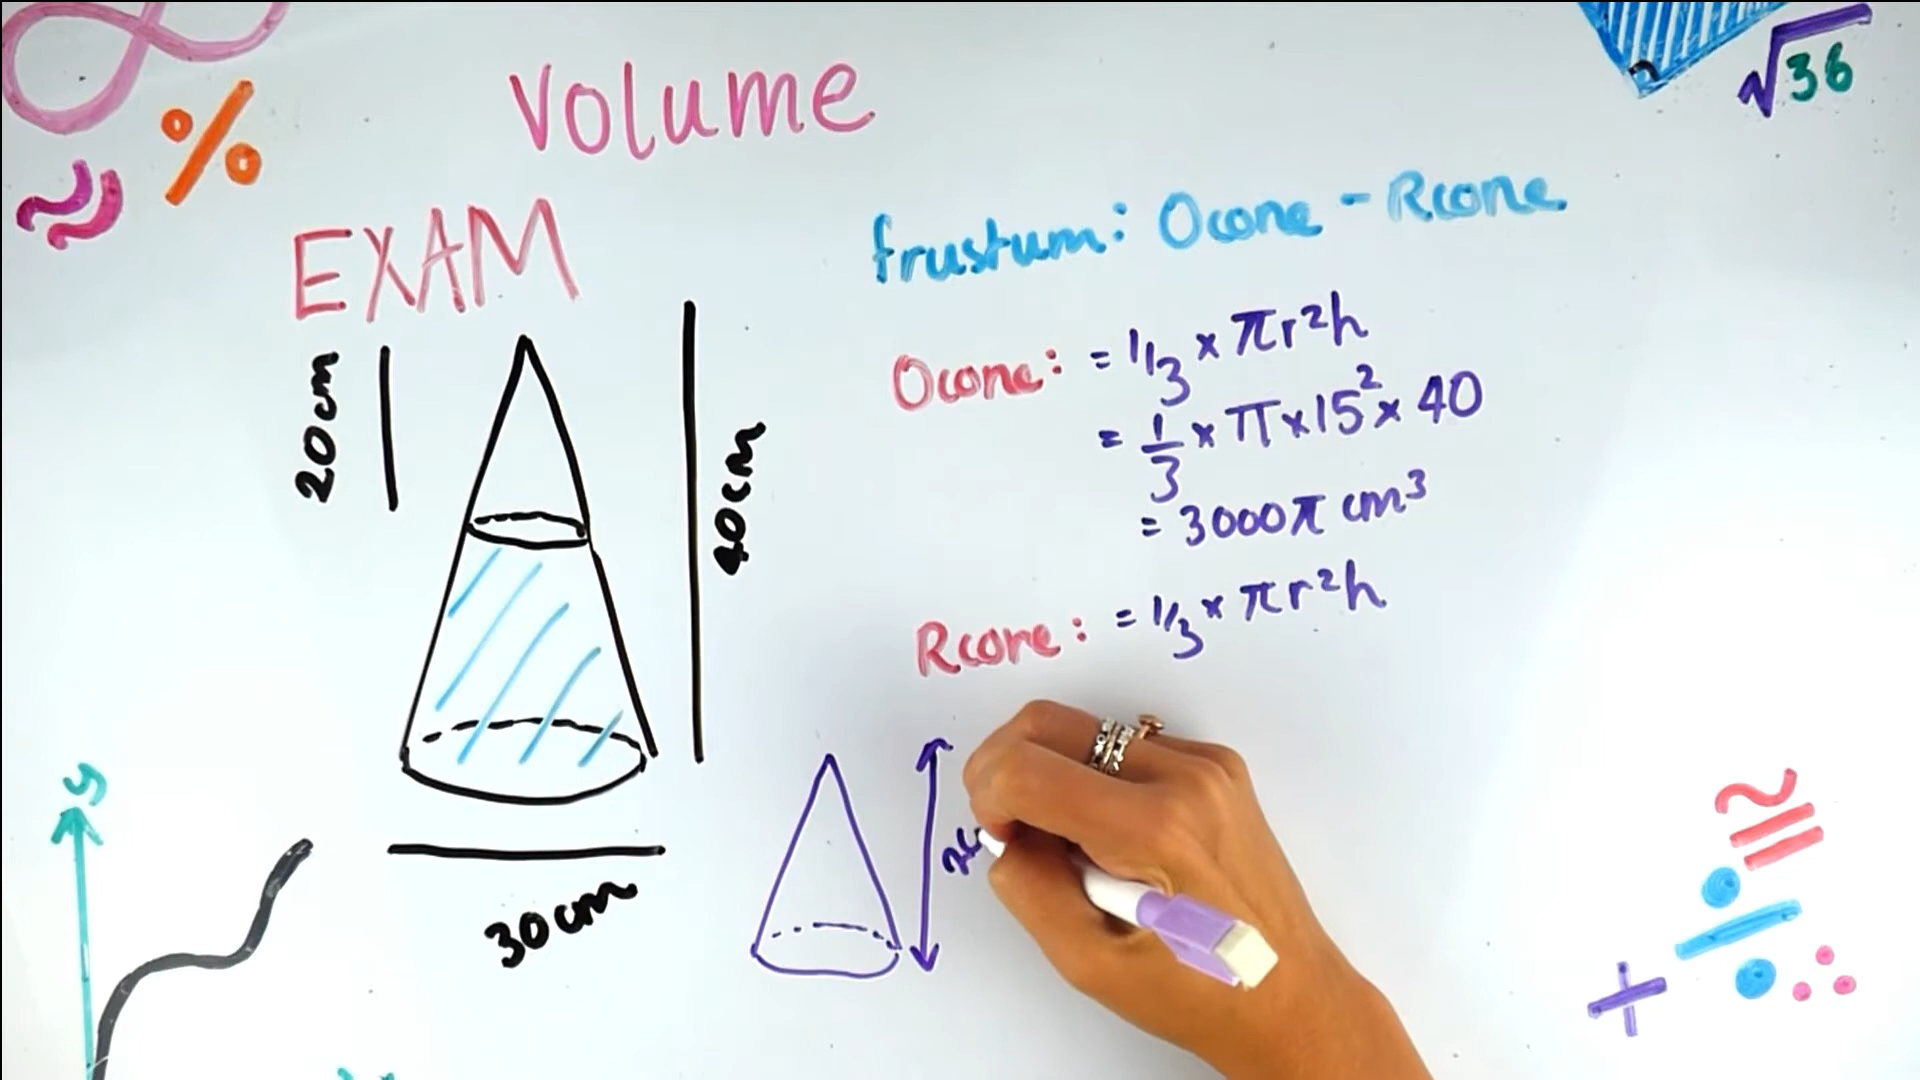 Volume
√36
%
EXAM
frustum: Ocone - Rcone
20cm
40cm
30cm
Ocone: = 1/3 × πr²h
= 1/3 × π × 15² × 40
= 3000π cm³
Rcone: = 1/3 × πr²h
y
≅
÷
+